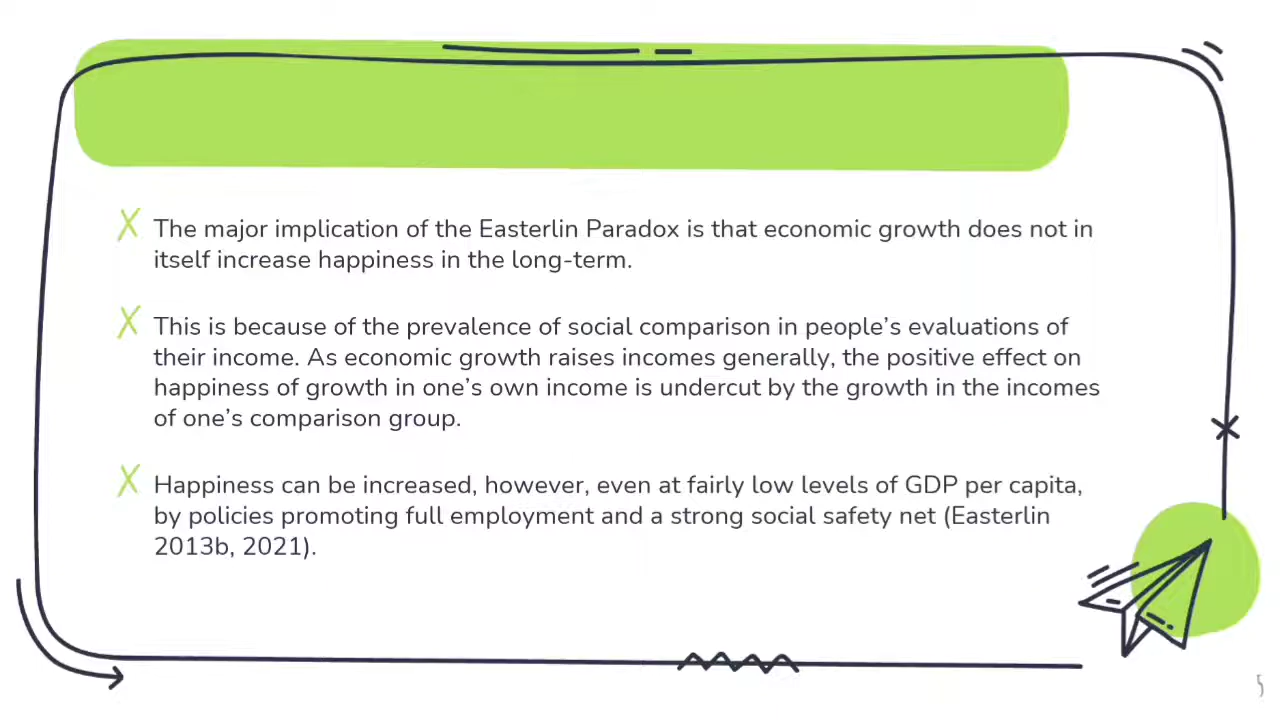 The major implication of the Easterlin Paradox is that economic growth does not in
itself increase happiness in the long-term.
This is because of the prevalence of social comparison in people’s evaluations of
their income. As economic growth raises incomes generally, the positive effect on
happiness of growth in one’s own income is undercut by the growth in the incomes
of one’s comparison group.
Happiness can be increased, however, even at fairly low levels of GDP per capita,
by policies promoting full employment and a strong social safety net (Easterlin
2013b, 2021).
5